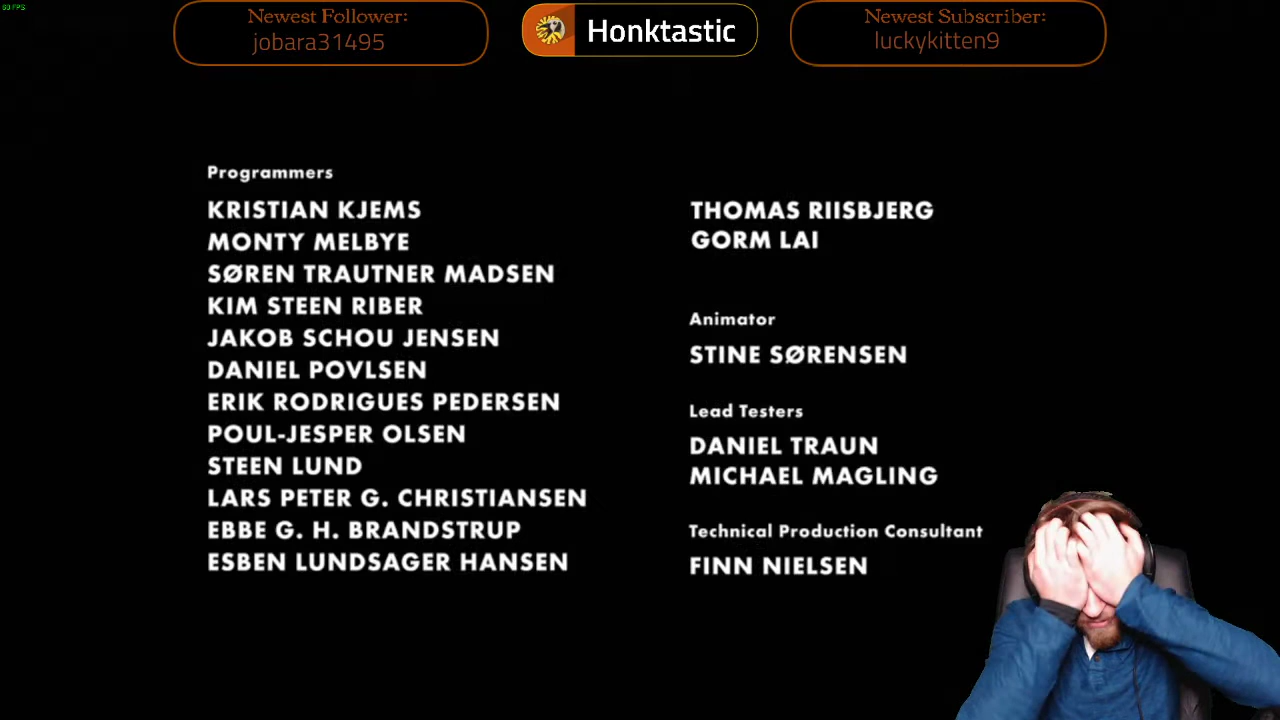 60 FPS
Newest Follower:
jobara31495
Honktastic
Newest Subscriber:
luckykitten9
Programmers
KRISTIAN KJEMS
MONTY MELBYE
SØREN TRAUTNER MADSEN
KIM STEEN RIBER
JAKOB SCHOU JENSEN
DANIEL POVLSEN
ERIK RODRIGUES PEDERSEN
POUL-JESPER OLSEN
STEEN LUND
LARS PETER G. CHRISTIANSEN
EBBE G. H. BRANDSTRUP
ESBEN LUNDSAGER HANSEN
THOMAS RIISBJERG
GORM LAI
Animator
STINE SØRENSEN
Lead Testers
DANIEL TRAUN
MICHAEL MAGLING
Technical Production Consultant
FINN NIELSEN